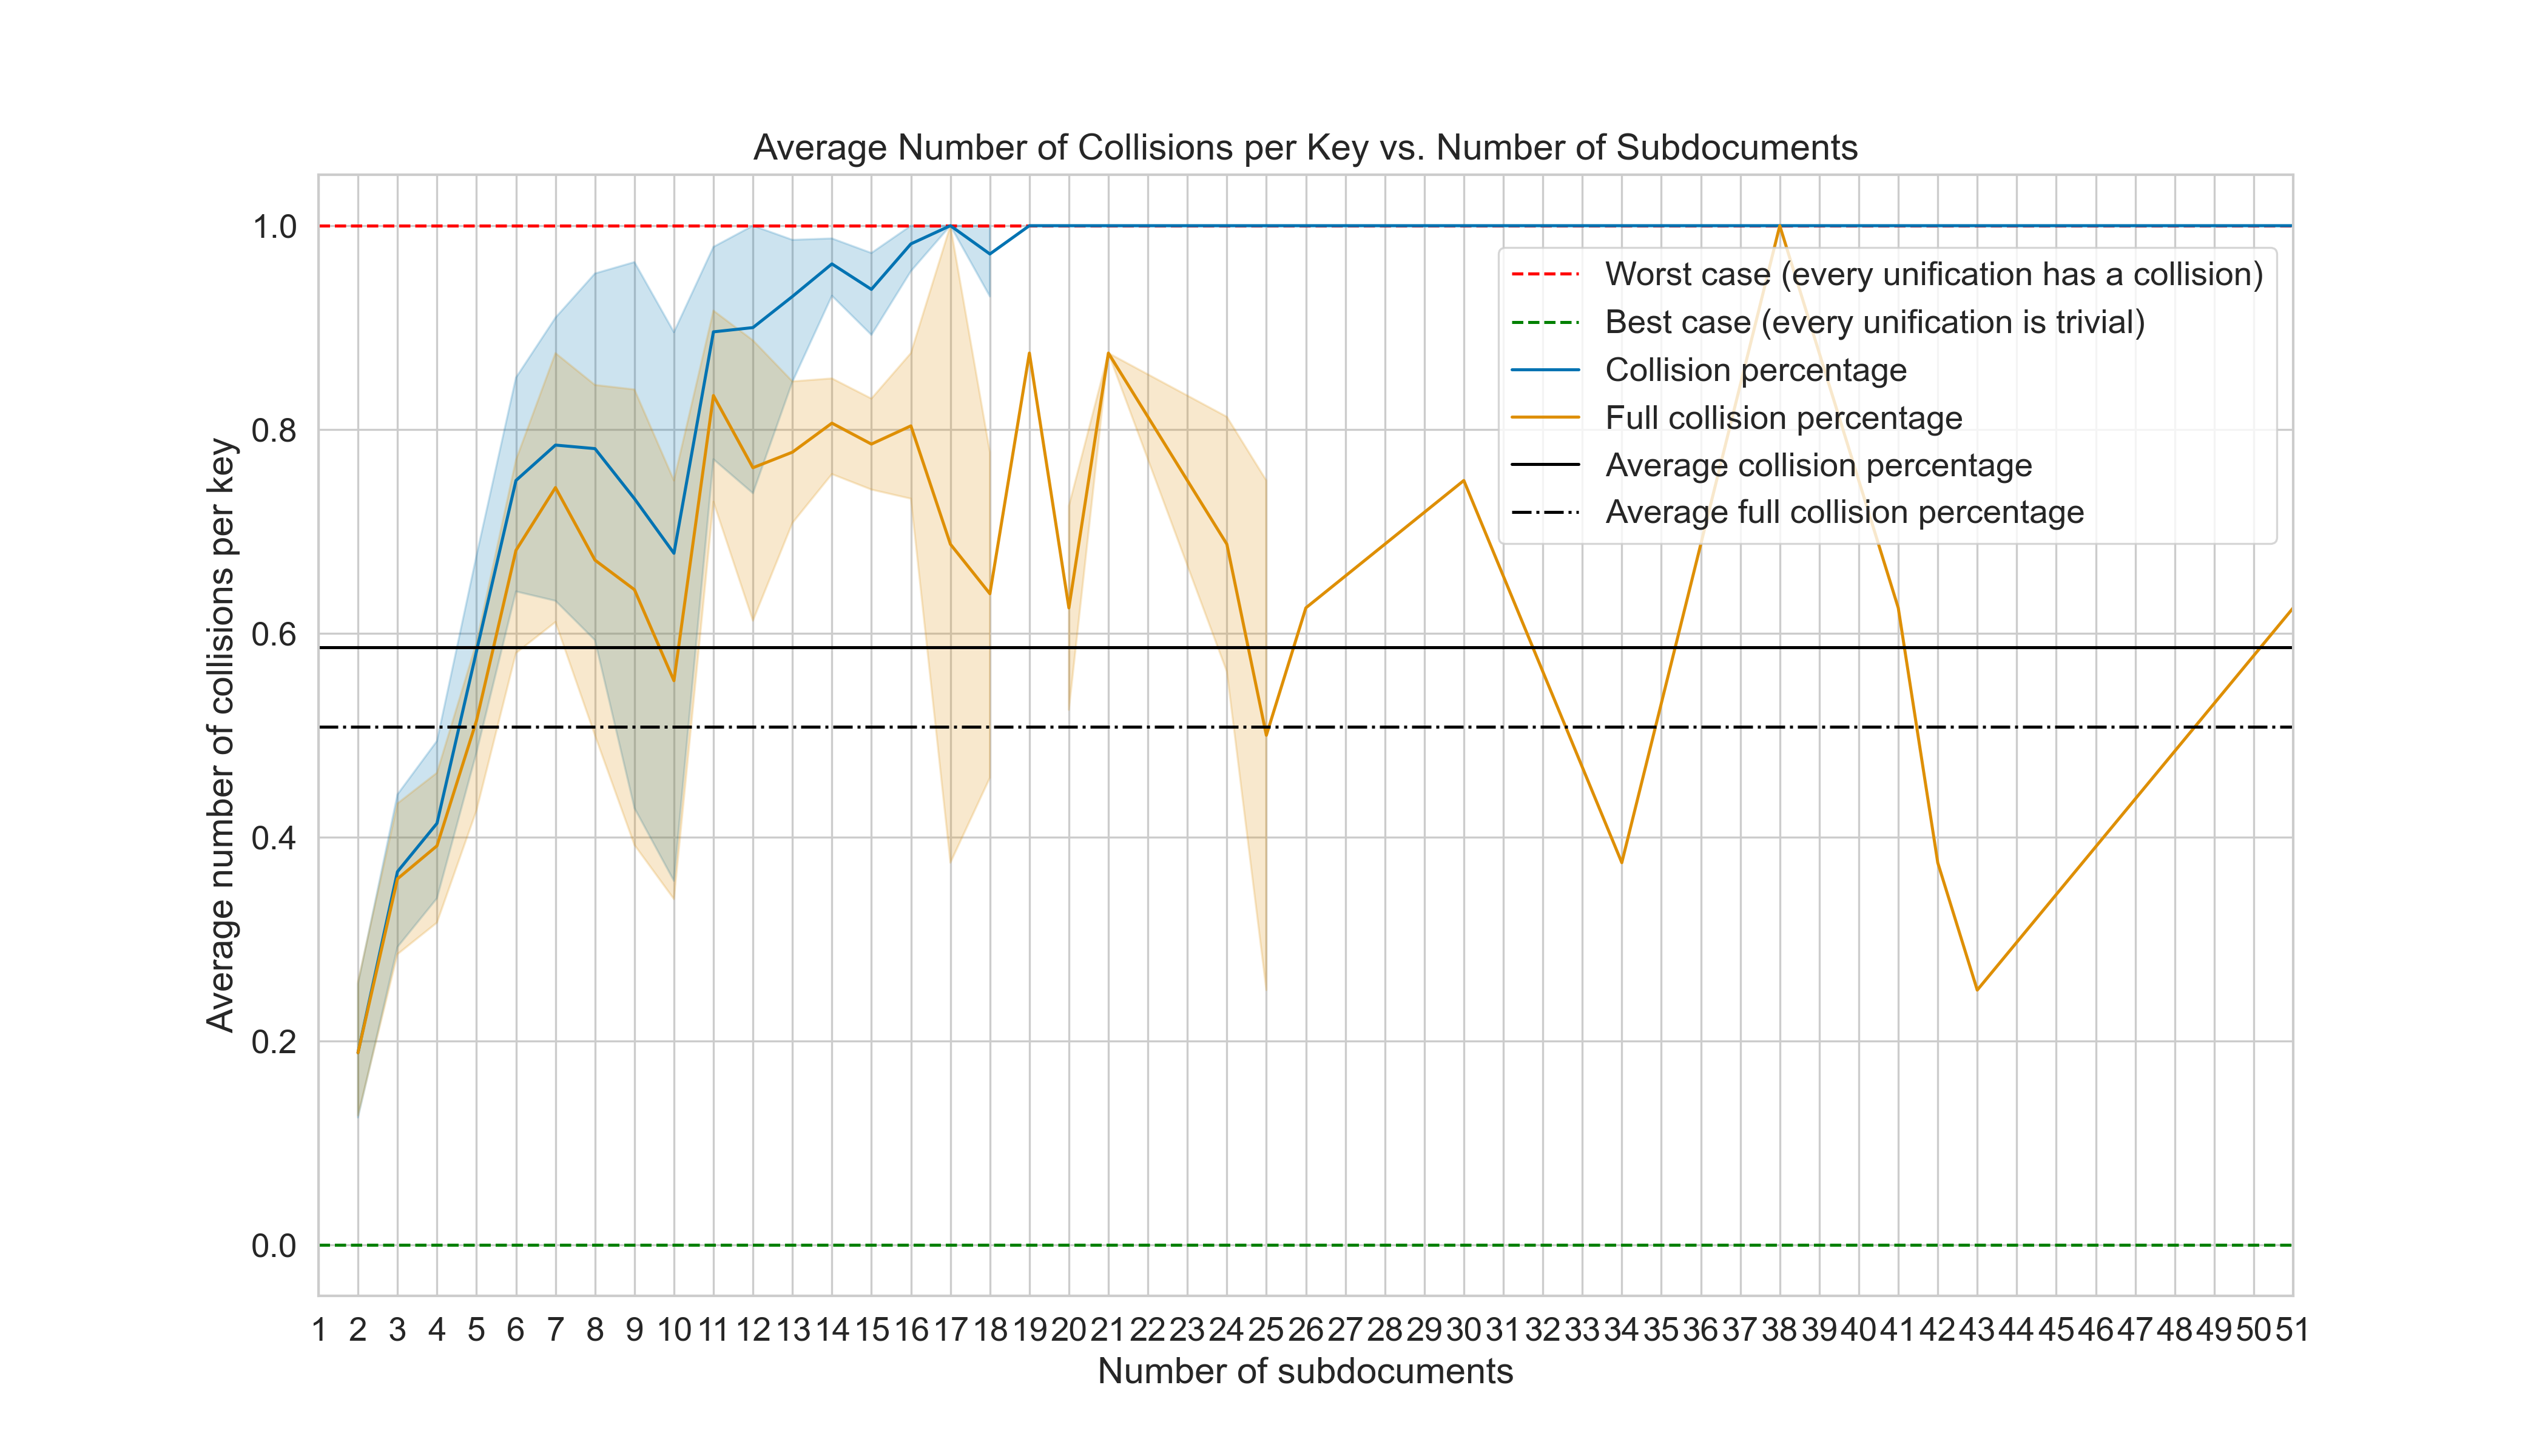 Average Number of Collisions per Key vs. Number of Subdocuments
Average number of collisions per key
1.0
0.8
0.6
0.4
0.2
0.0
Worst case (every unification has a collision)
Best case (every unification is trivial)
Collision percentage
Full collision percentage
Average collision percentage
Average full collision percentage
1 2 3 4 5 6 7 8 9 10 11 12 13 14 15 16 17 18 19 20 21 22 23 24 25 26 27 28 29 30 31 32 33 34 35 36 37 38 39 40 41 42 43 44 45 46 47 48 49 50 51
Number of subdocuments